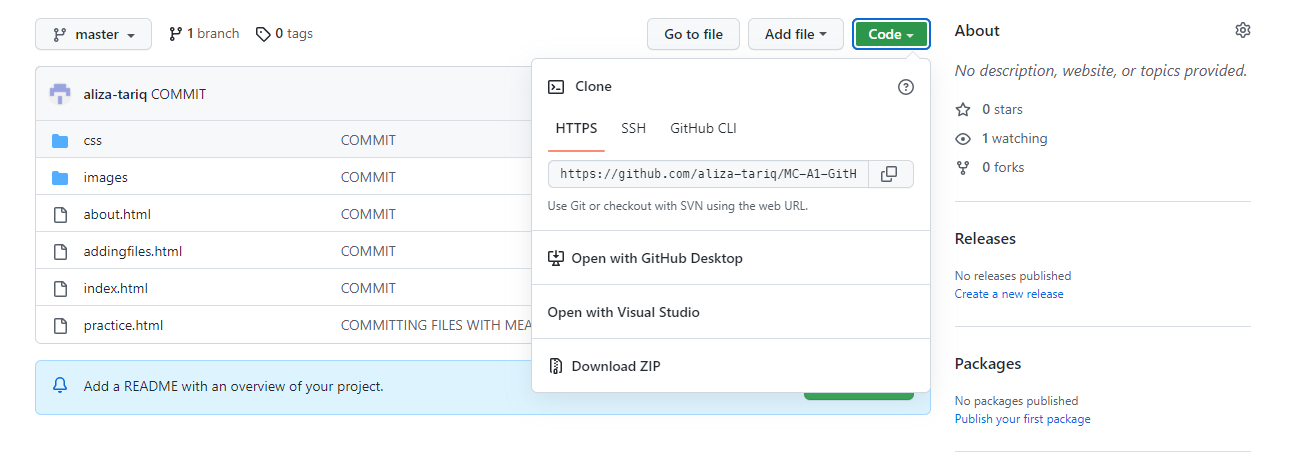 master
1 branch
0 tags
Go to file
Add file
Code
aliza-tariq COMMIT
css COMMIT
images COMMIT
about.html COMMIT
addingfiles.html COMMIT
index.html COMMIT
practice.html COMMITTING FILES WITH MEA
Add a README with an overview of your project.
Clone
HTTPS SSH GitHub CLI
https://github.com/aliza-tariq/MC-A1-GitH
Use Git or checkout with SVN using the web URL.
Open with GitHub Desktop
Open with Visual Studio
Download ZIP
About
No description, website, or topics provided.
0 stars
1 watching
0 forks
Releases
No releases published
Create a new release
Packages
No packages published
Publish your first package